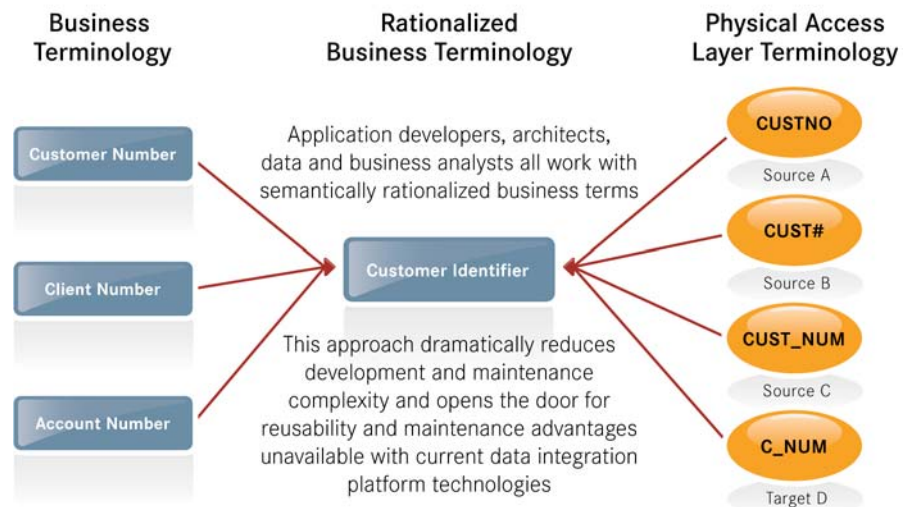 Business
Terminology
Rationalized
Business Terminology
Physical Access
Layer Terminology
Customer Number
Client Number
Account Number
Application developers, architects,
data and business analysts all work with
semantically rationalized business terms
Customer Identifier
This approach dramatically reduces
development and maintenance
complexity and opens the door for
reusability and maintenance advantages
unavailable with current data integration
platform technologies
CUSTNO
Source A
CUST#
Source B
CUST_NUM
Source C
C_NUM
Target D